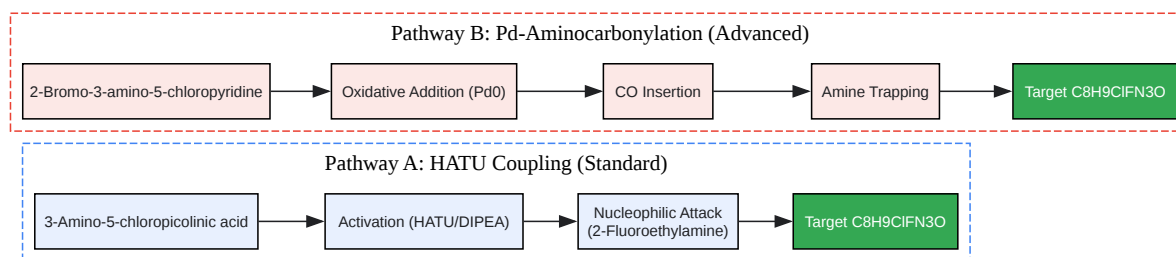 Pathway B: Pd-Aminocarbonylation (Advanced)
2-Bromo-3-amino-5-chloropyridine
Oxidative Addition (Pd0)
CO Insertion
Amine Trapping
Target C8H9ClFN3O
Pathway A: HATU Coupling (Standard)
3-Amino-5-chloropicolinic acid
Activation (HATU/DIPEA)
Nucleophilic Attack
(2-Fluoroethylamine)
Target C8H9ClFN3O